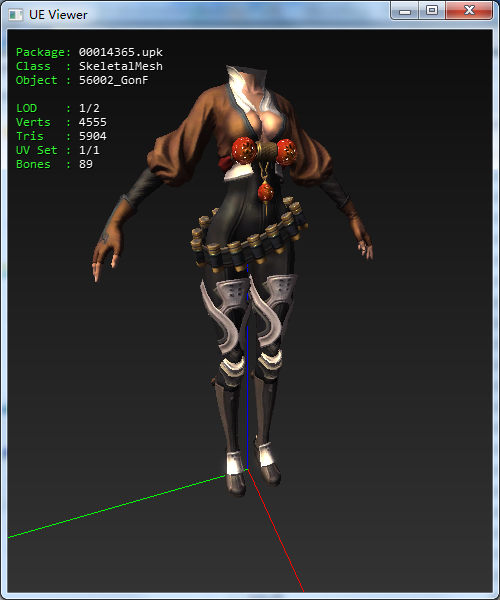 UE Viewer
Package: 00014365.upk
Class : SkeletalMesh
Object : 56002_GonF
LOD : 1/2
Verts : 4555
Tris : 5904
UV Set : 1/1
Bones : 89